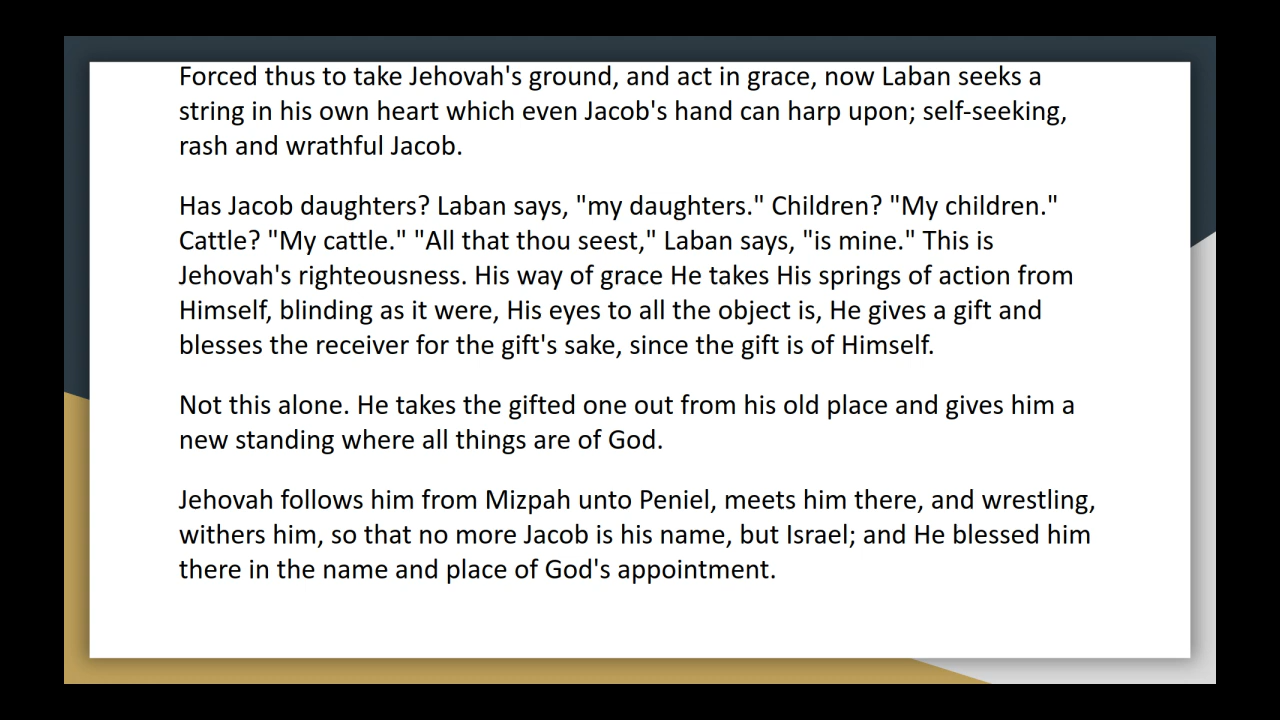 Forced thus to take Jehovah's ground, and act in grace, now Laban seeks a
string in his own heart which even Jacob's hand can harp upon; self-seeking,
rash and wrathful Jacob.
Has Jacob daughters? Laban says, "my daughters." Children? "My children."
Cattle? "My cattle." "All that thou seest," Laban says, "is mine." This is
Jehovah's righteousness. His way of grace He takes His springs of action from
Himself, blinding as it were, His eyes to all the object is, He gives a gift and
blesses the receiver for the gift's sake, since the gift is of Himself.
Not this alone. He takes the gifted one out from his old place and gives him a
new standing where all things are of God.
Jehovah follows him from Mizpah unto Peniel, meets him there, and wrestling,
withers him, so that no more Jacob is his name, but Israel; and He blessed him
there in the name and place of God's appointment.